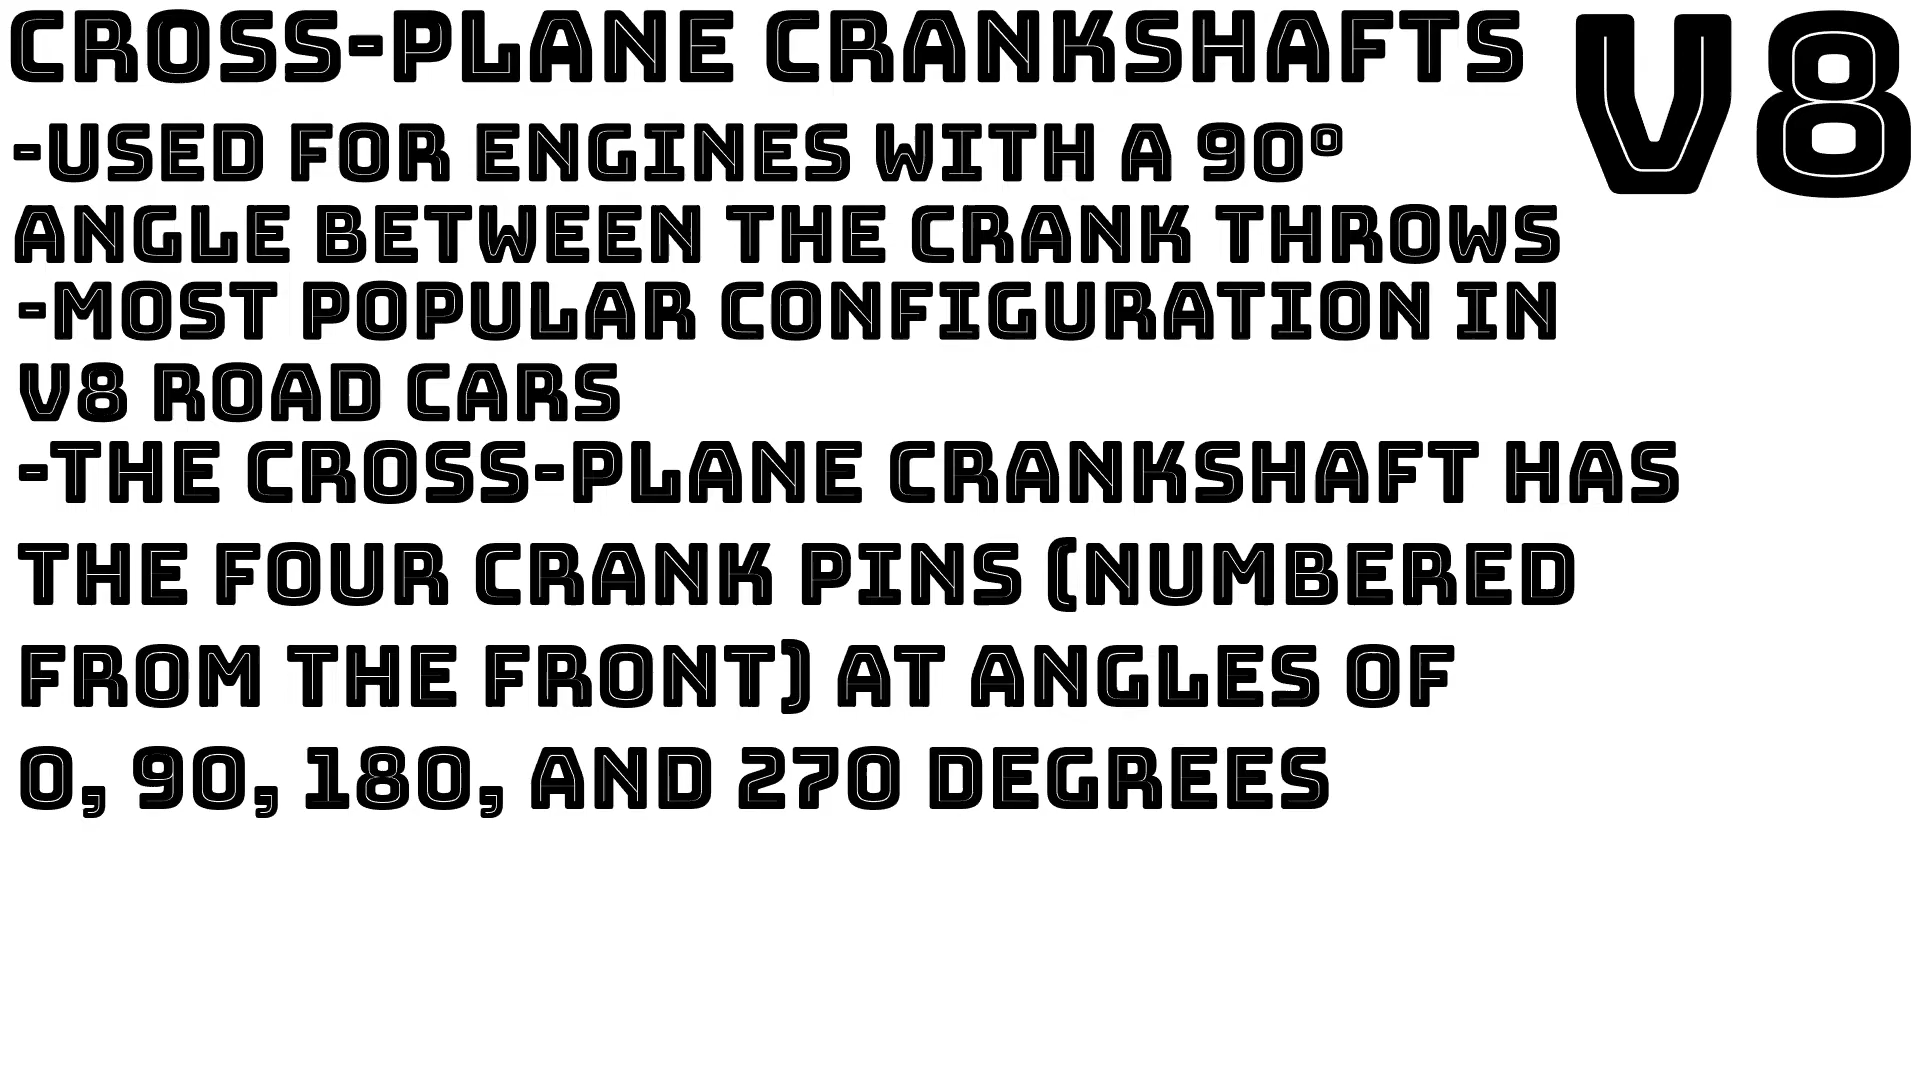 CROSS-PLANE CRANKSHAFTS
V8
-USED FOR ENGINES WITH A 90º
ANGLE BETWEEN THE CRANK THROWS
-MOST POPULAR CONFIGURATION IN
V8 ROAD CARS
-THE CROSS-PLANE CRANKSHAFT HAS
THE FOUR CRANK PINS (NUMBERED
FROM THE FRONT) AT ANGLES OF
0, 90, 180, AND 270 DEGREES